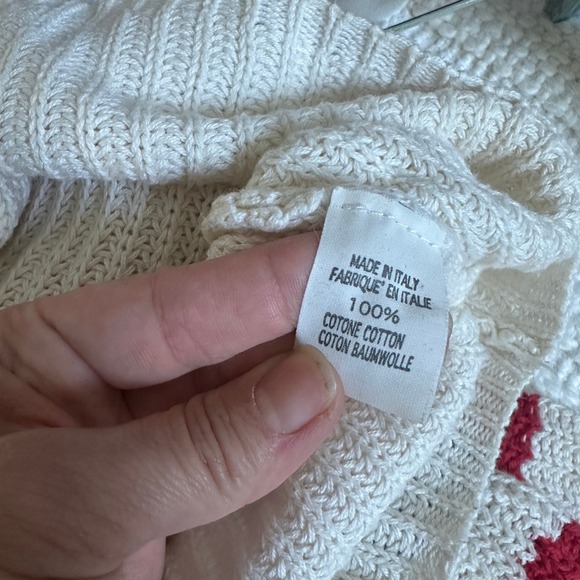 MADE IN ITALY
FABRIQUE' EN ITALIE
100%
COTONE COTTON
COTON BAUMWOLLE